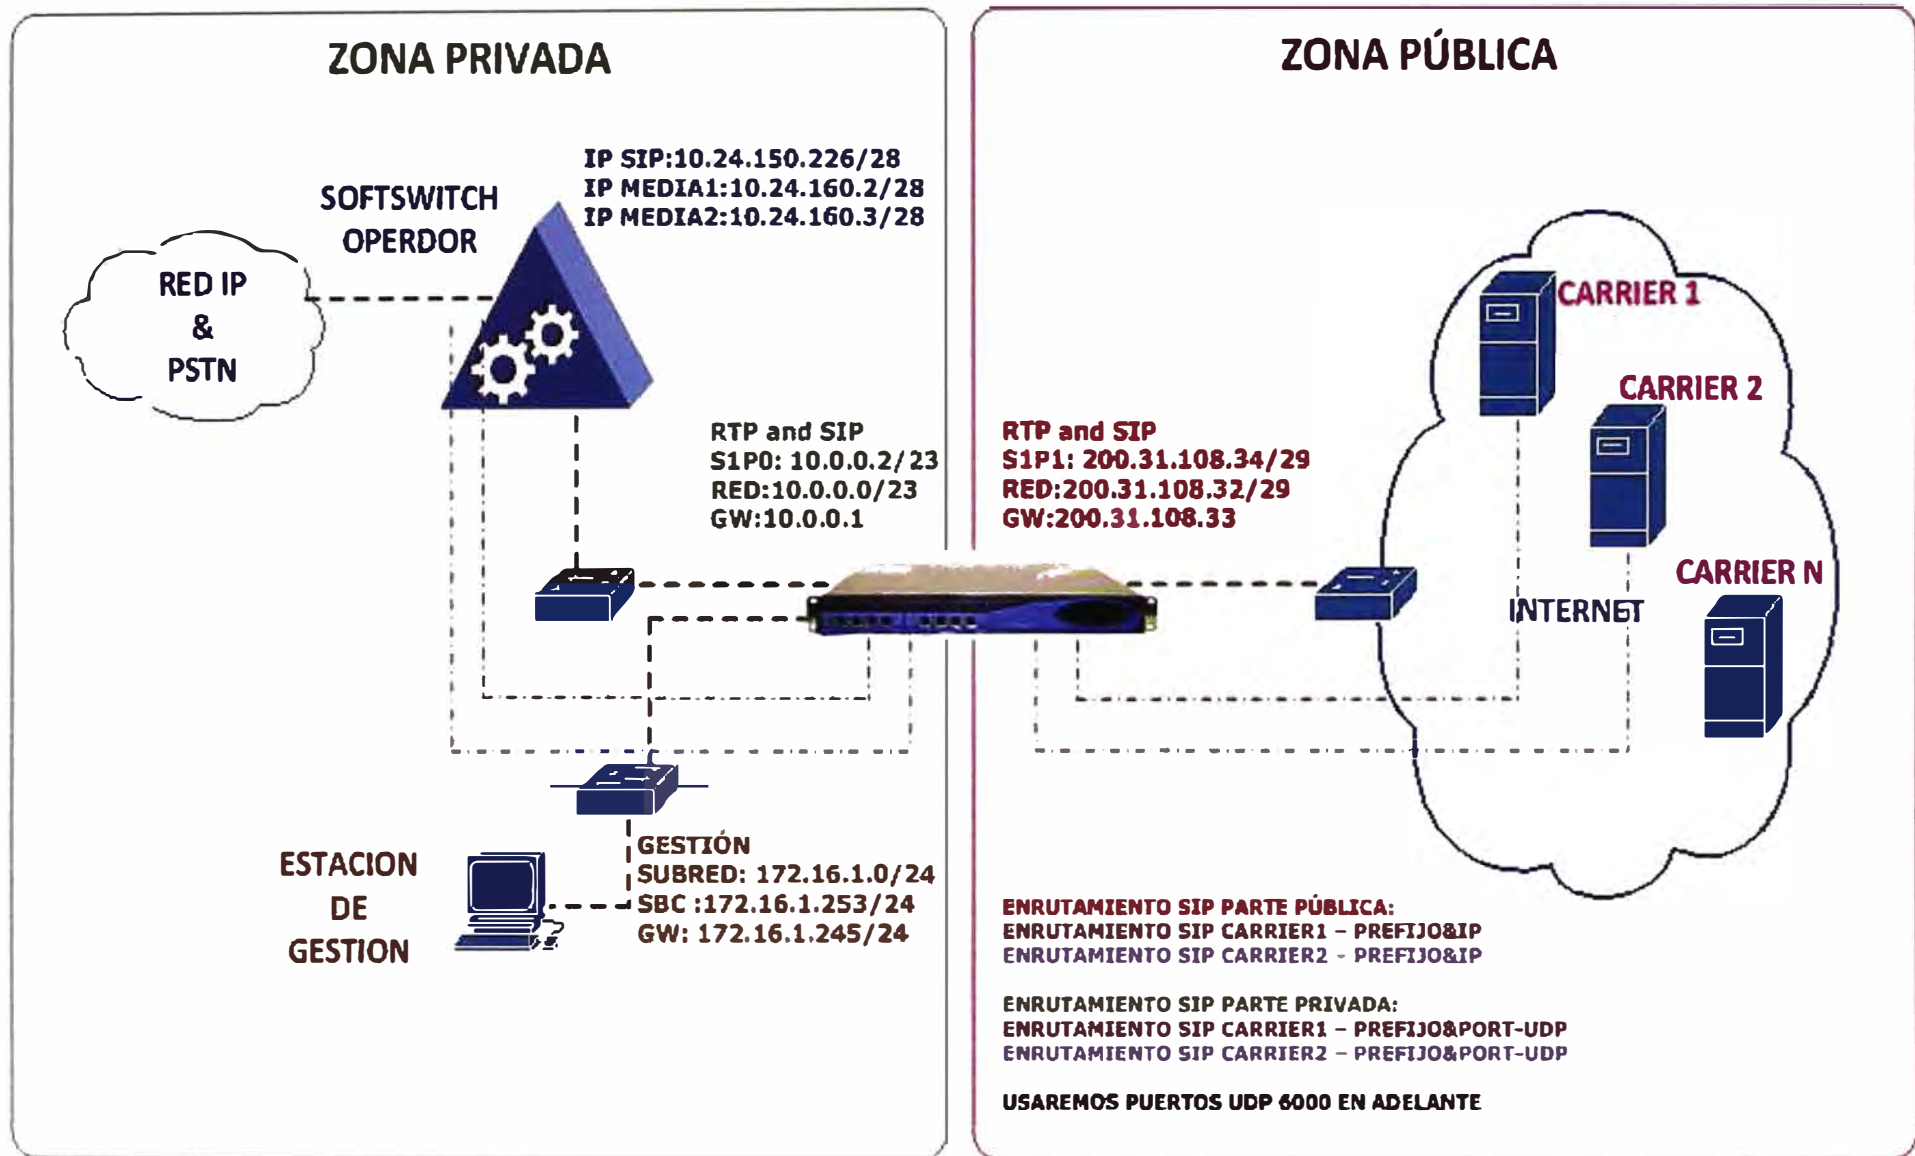 ZONA PRIVADA
IP SIP:10.24.150.226/28
IP MEDIA1:10.24.160.2/28
IP MEDIA2:10.24.160.3/28
SOFTSWITCH
OPERDOR
RED IP
&
PSTN
RTP and SIP
S1P0: 10.0.0.2/23
RED:10.0.0.0/23
GW:10.0.0.1
ESTACION
DE
GESTION
GESTIÓN
SUBRED: 172.16.1.0/24
SBC :172.16.1.253/24
GW: 172.16.1.245/24
ZONA PÚBLICA
CARRIER 1
CARRIER 2
RTP and SIP
S1P1: 200.31.108.34/29
RED:200.31.108.32/29
GW:200.31.108.33
CARRIER N
INTERNET
ENRUTAMIENTO SIP PARTE PÚBLICA:
ENRUTAMIENTO SIP CARRIER1 – PREFIJO&IP
ENRUTAMIENTO SIP CARRIER2 - PREFIJO&IP
ENRUTAMIENTO SIP PARTE PRIVADA:
ENRUTAMIENTO SIP CARRIER1 – PREFIJO&PORT-UDP
ENRUTAMIENTO SIP CARRIER2 – PREFIJO&PORT-UDP
USAREMOS PUERTOS UDP 6000 EN ADELANTE